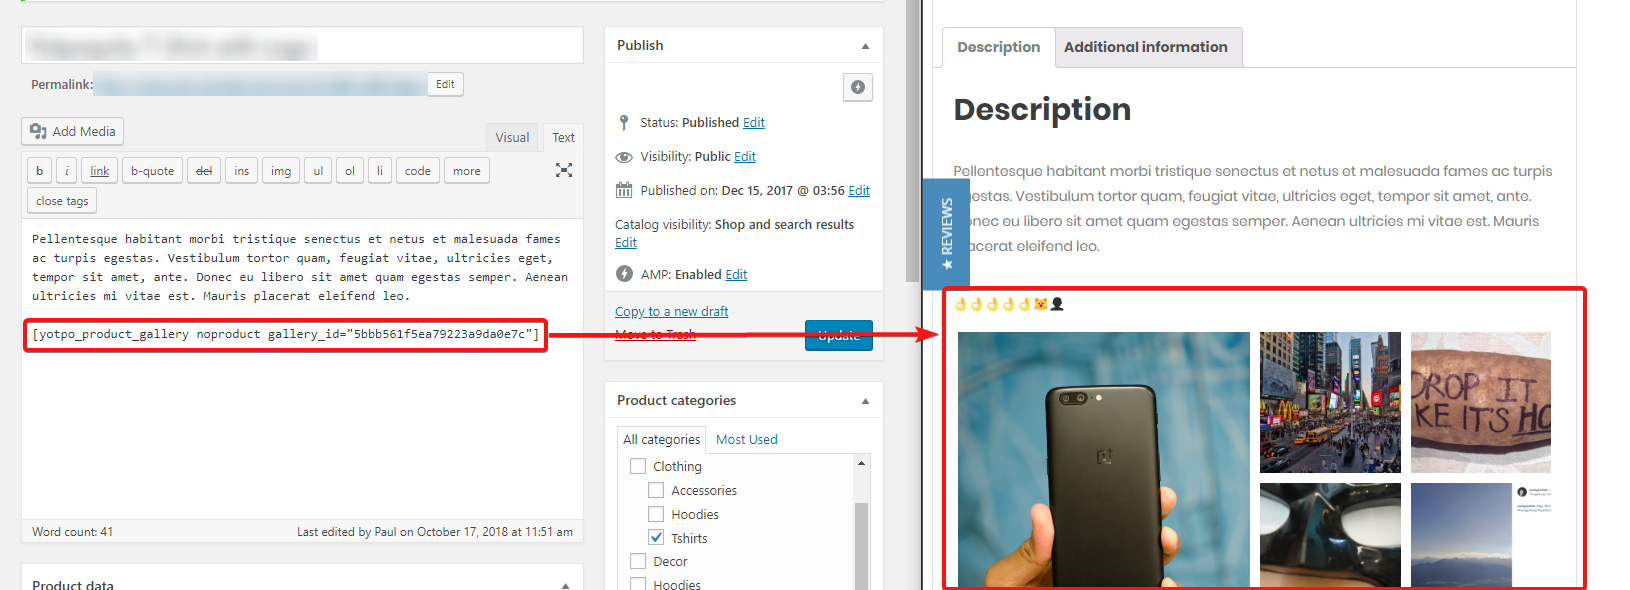 Permalink:
Edit
Add Media
Visual
Text
b
i
link
b-quote
del
ins
img
ul
ol
li
code
more
close tags
Pellentesque habitant morbi tristique senectus et netus et malesuada fames
ac turpis egestas. Vestibulum tortor quam, feugiat vitae, ultricies eget,
tempor sit amet, ante. Donec eu libero sit amet quam egestas semper. Aenean
ultricies mi vitae est. Mauris placerat eleifend leo.
[yotpo_product_gallery noproduct gallery_id="5bbb561f5ea79223a9da0e7c"]
Word count: 41
Last edited by Paul on October 17, 2018 at 11:51 am
Product data
Publish
Status: Published Edit
Visibility: Public Edit
Published on: Dec 15, 2017 @ 03:56 Edit
Catalog visibility: Shop and search results
Edit
AMP: Enabled Edit
Copy to a new draft
Move to Trash
Update
Product categories
All categories
Most Used
Clothing
Accessories
Hoodies
Tshirts
Decor
Hoodies
Description
Additional information
Description
Pellentesque habitant morbi tristique senectus et netus et malesuada fames ac turpis
gestas. Vestibulum tortor quam, feugiat vitae, ultricies eget, tempor sit amet, ante.
onec eu libero sit amet quam egestas semper. Aenean ultricies mi vitae est. Mauris
acerat eleifend leo.
★ REVIEWS
👌👌👌👌👌😺👤
DROP IT
KE IT'S HO